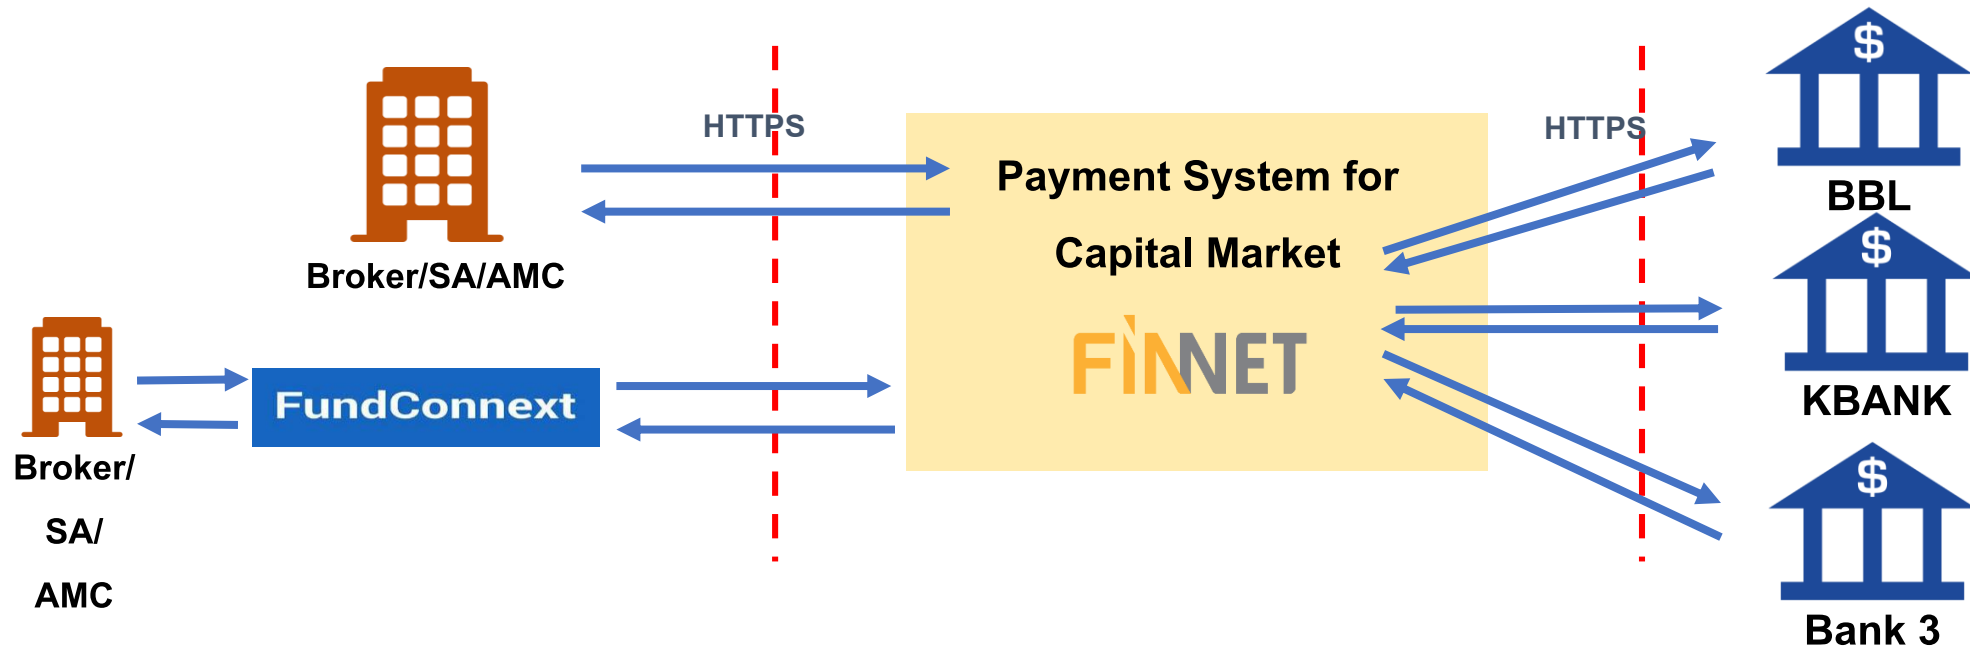 HTTPS
HTTPS
$
Payment System for
Capital Market
BBL
Broker/SA/AMC
$
FINNET
FundConnext
KBANK
Broker/
SA/
AMC
$
Bank 3